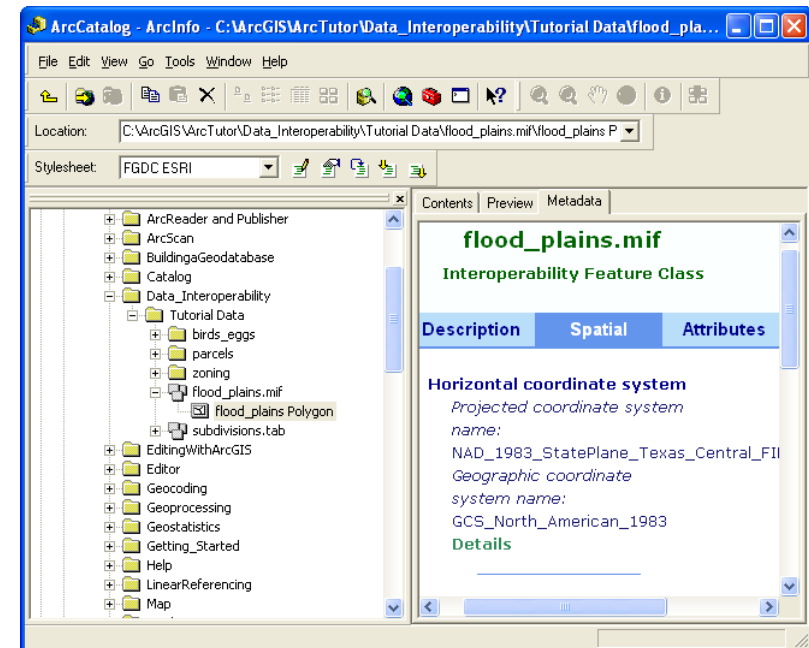 ArcCatalog - ArcInfo - C:\ArcGIS\ArcTutor\Data_Interoperability\Tutorial Data\flood_pla...
File Edit View Go Tools Window Help
Location: C:\ArcGIS\ArcTutor\Data_Interoperability\Tutorial Data\flood_plains.mif\flood_plains P
Stylesheet: FGDC ESRI
ArcReader and Publisher
ArcScan
BuildingaGeodatabase
Catalog
Data_Interoperability
Tutorial Data
birds_eggs
parcels
zoning
flood_plains.mif
flood_plains Polygon
subdivisions.tab
EditingWithArcGIS
Editor
Geocoding
Geoprocessing
Geostatistics
Getting_Started
Help
LinearReferencing
Map
Contents Preview Metadata
flood_plains.mif
Interoperability Feature Class
Description Spatial Attributes
Horizontal coordinate system
Projected coordinate system
name:
NAD_1983_StatePlane_Texas_Central_FI
Geographic coordinate
system name:
GCS_North_American_1983
Details